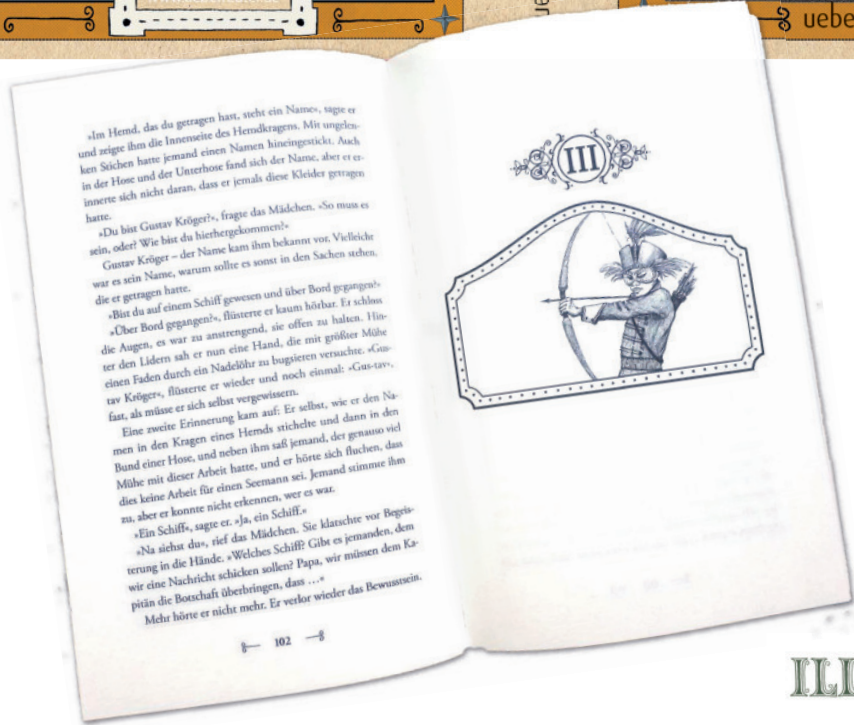 uebe
»Im Hemd, das du getragen hast, steht ein Name«, sagte er
und zeigte ihm die Innenseite des Hemdkragens. Mit ungelen-
ken Stichen hatte jemand einen Namen hineingestickt. Auch
in der Hose und der Unterhose fand sich der Name, aber er er-
innerte sich nicht daran, dass er jemals diese Kleider getragen
hatte.
»Du bist Gustav Kröger?«, fragte das Mädchen. »So muss es
sein, oder? Wie bist du hierhergekommen?«
Gustav Kröger – der Name kam ihm bekannt vor. Vielleicht
war es sein Name, warum sollte es sonst in den Sachen stehen,
die er getragen hatte.
»Bist du auf einem Schiff gewesen und über Bord gegangen?«
»Über Bord gegangen?«, flüsterte er kaum hörbar. Er schloss
die Augen, es war zu anstrengend, sie offen zu halten. Hin-
ter den Lidern sah er nun eine Hand, die mit größter Mühe
einen Faden durch ein Nadelöhr zu bugsieren versuchte. »Gus-
tav Kröger«, flüsterte er wieder und noch einmal: »Gus-tav«,
fast, als müsse er sich selbst vergewissern.
Eine zweite Erinnerung kam auf: Er selbst, wie er den Na-
men in den Kragen eines Hemds stichelte und dann in den
Bund einer Hose, und neben ihm saß jemand, der genauso viel
Mühe mit dieser Arbeit hatte, und er hörte sich fluchen, dass
dies keine Arbeit für einen Seemann sei. Jemand stimmte ihm
zu, aber er konnte nicht erkennen, wer es war.
»Ein Schiff«, sagte er. »Ja, ein Schiff.«
»Na siehst du«, rief das Mädchen. Sie klatschte vor Begeis-
terung in die Hände. »Welches Schiff? Gibt es jemanden, dem
wir eine Nachricht schicken sollen? Papa, wir müssen dem Ka-
pitän die Botschaft überbringen, dass …«
Mehr hörte er nicht mehr. Er verlor wieder das Bewusstsein.
102
III